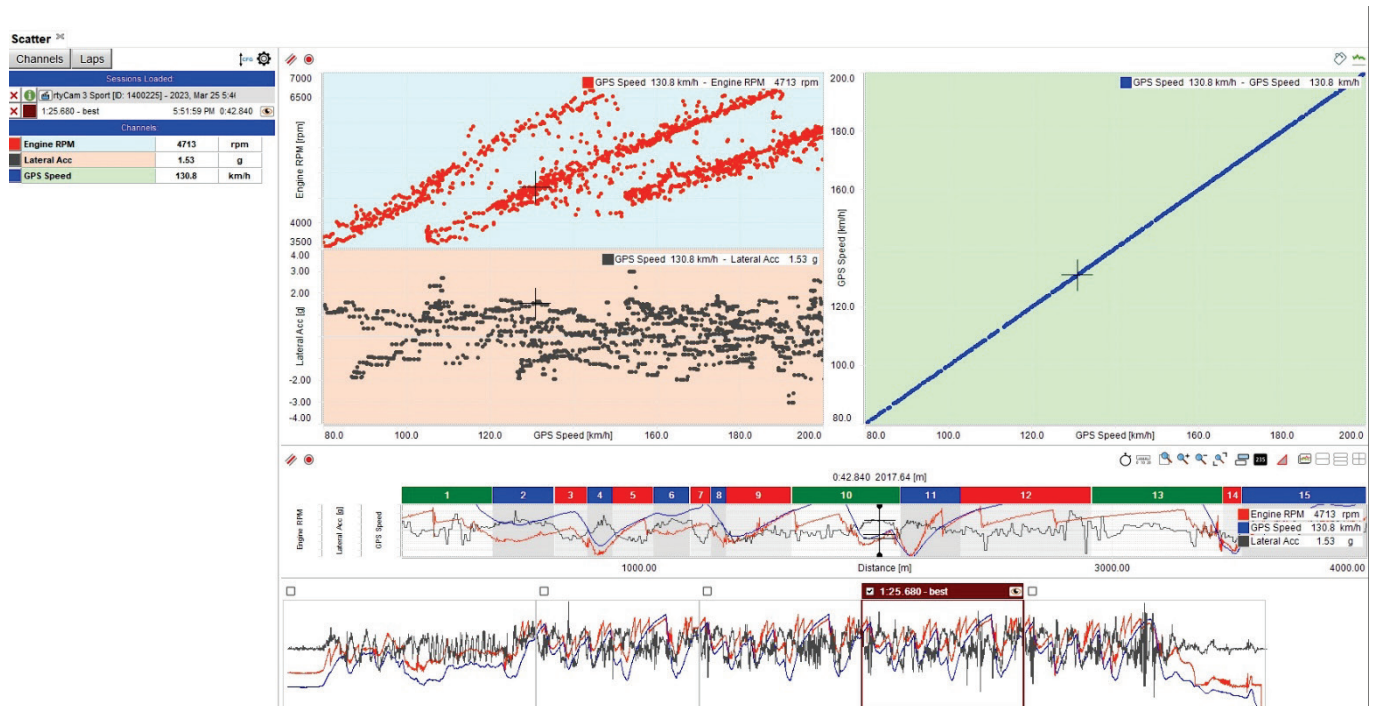 Scatter
Channels Laps
GPS
Sessions Loaded
rtyCam 3 Sport [ID: 1400225] - 2023, Mar 25 5:4
1:25.680 - best 5:51:59 PM 0:42.840
Channels
Engine RPM 4713 rpm
Lateral Acc 1.53 g
GPS Speed 130.8 km/h
GPS Speed 130.8 km/h - Engine RPM 4713 rpm
7000
6500
4000
3500
Engine RPM [rpm]
GPS Speed 130.8 km/h - Lateral Acc 1.53 g
4.00
3.00
2.00
-2.00
-3.00
-4.00
Lateral Acc [g]
80.0 100.0 120.0 GPS Speed [km/h] 160.0 180.0 200.0
GPS Speed 130.8 km/h - GPS Speed 130.8 km/h
200.0
180.0
160.0
120.0
100.0
80.0
GPS Speed [km/h]
80.0 100.0 120.0 GPS Speed [km/h] 160.0 180.0 200.0
235
0:42.840 2017.64 [m]
1 2 3 4 5 6 7 8 9 10 11 12 13 14 15
Engine RPM
Lateral Acc [g]
GPS Speed
Engine RPM 4713 rpm
GPS Speed 130.8 km/h
Lateral Acc 1.53 g
1000.00 Distance [m] 3000.00 4000.00
1:25.680 - best